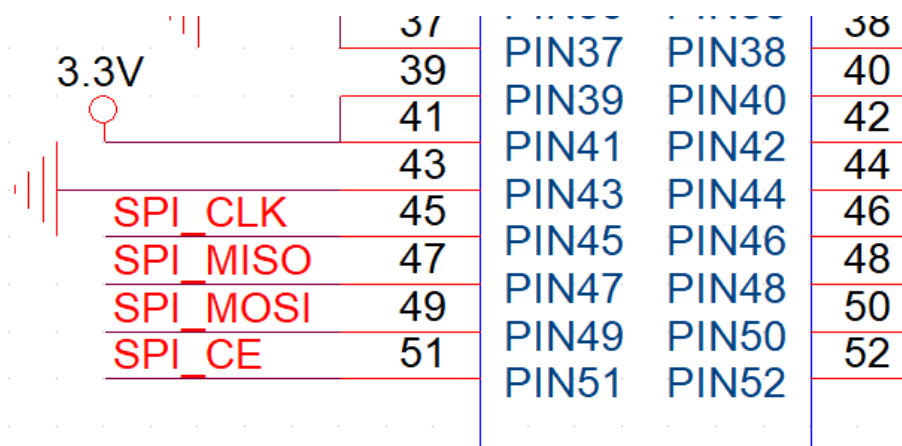 37 38
PIN37 PIN38
3.3V 39 40
PIN39 PIN40
41 42
PIN41 PIN42
43 44
PIN43 PIN44
SPI_CLK 45 46
PIN45 PIN46
SPI_MISO 47 48
PIN47 PIN48
SPI_MOSI 49 50
PIN49 PIN50
SPI_CE 51 52
PIN51 PIN52